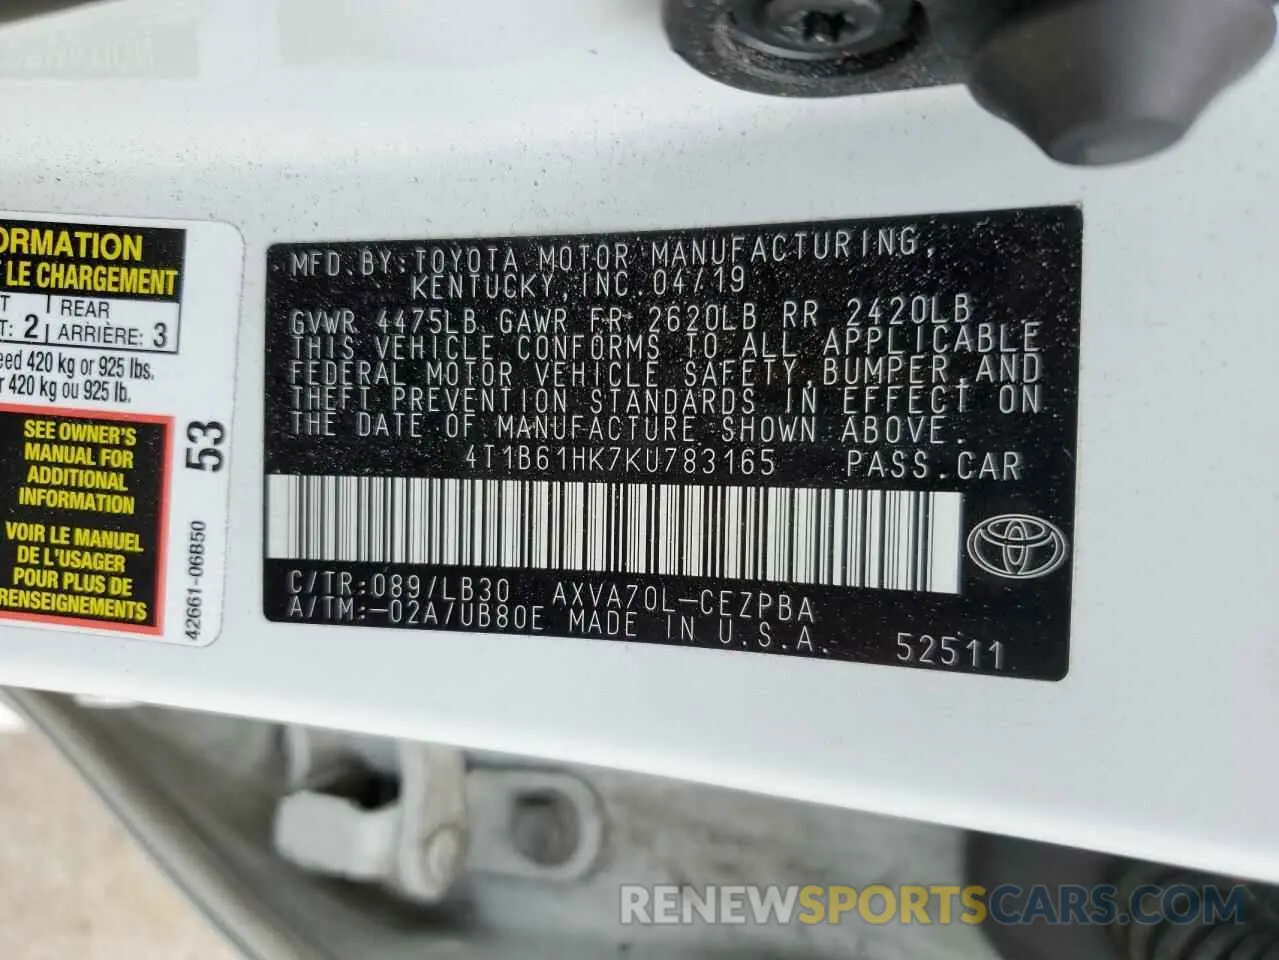 ORMATION
LE CHARGEMENT
T REAR
T: 2 ARRIÈRE: 3
eed 420 kg or 925 lbs.
r 420 kg ou 925 lb.
SEE OWNER'S
MANUAL FOR
ADDITIONAL
INFORMATION
VOIR LE MANUEL
DE L'USAGER
POUR PLUS DE
RENSEIGNEMENTS
53
42661-06B50
MFD.BY:TOYOTA MOTOR MANUFACTURING,
KENTUCKY, INC. 04/19
GVWR 4475LB GAWR FR 2620LB RR 2420LB
THIS VEHICLE CONFORMS TO ALL APPLICABLE
FEDERAL MOTOR VEHICLE SAFETY,BUMPER,AND
THEFT PREVENTION STANDARDS IN EFFECT ON
THE DATE OF MANUFACTURE SHOWN ABOVE.
4T1B61HK7KU783165 PASS.CAR
C/TR:089/LB30 AXVA70L-CEZPBA
A/TM:-02A/UB80E MADE IN U.S.A.
52511
RENEWSPORTSCARS.COM